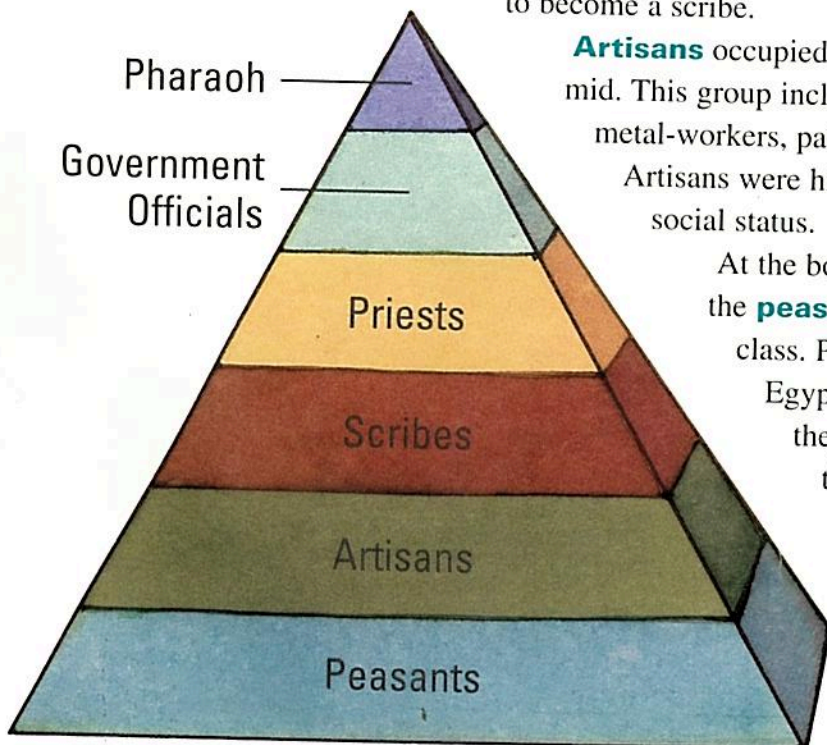 to become a scribe.
Artisans occupied
mid. This group incl
metal-workers, pa
Artisans were h
social status.
At the bo
the peas
class. P
Egyp
the
t
Pharaoh
Government
Officials
Priests
Scribes
Artisans
Peasants